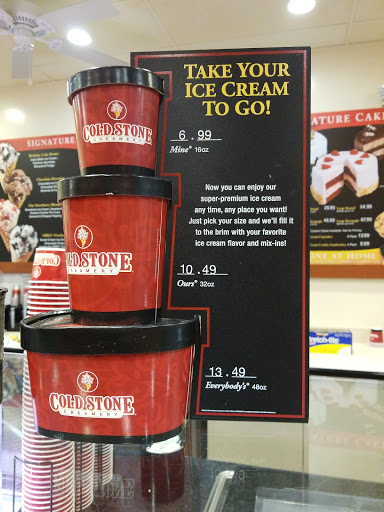 TAKE YOUR
ICE CREAM
TO GO!
6.99
Mine* 16oz
Now you can enjoy our
super-premium ice cream
any time, any place you want!
Just pick your size and we'll fill it
to the brim with your favorite
ice cream flavor and mix-ins!
10.49
Ours* 32oz
13.49
Everybody's* 48oz
COLD STONE
CREAMERY
COLD STONE
CREAMERY
COLD STONE
CREAMERY
SIGNATURE
ATURE CAKE
NE AT HOME